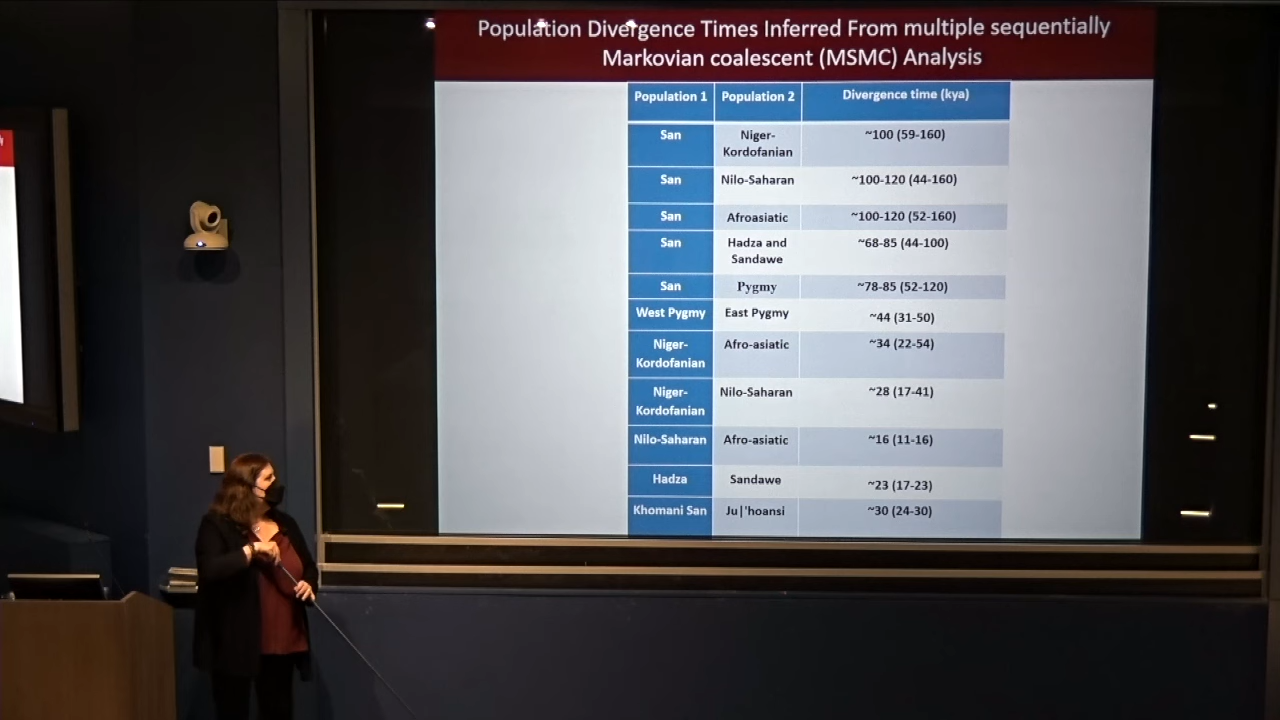 Population Divergence Times Inferred From multiple sequentially
Markovian coalescent (MSMC) Analysis
Population 1 Population 2 Divergence time (kya)
San Niger- ~100 (59-160)
Kordofanian
San Nilo-Saharan ~100-120 (44-160)
San Afroasiatic ~100-120 (52-160)
San Hadza and ~68-85 (44-100)
Sandawe
San Pygmy ~78-85 (52-120)
West Pygmy East Pygmy ~44 (31-50)
Niger- Afro-asiatic ~34 (22-54)
Kordofanian
Niger- Nilo-Saharan ~28 (17-41)
Kordofanian
Nilo-Saharan Afro-asiatic ~16 (11-16)
Hadza Sandawe ~23 (17-23)
Khomani San Ju|'hoansi ~30 (24-30)